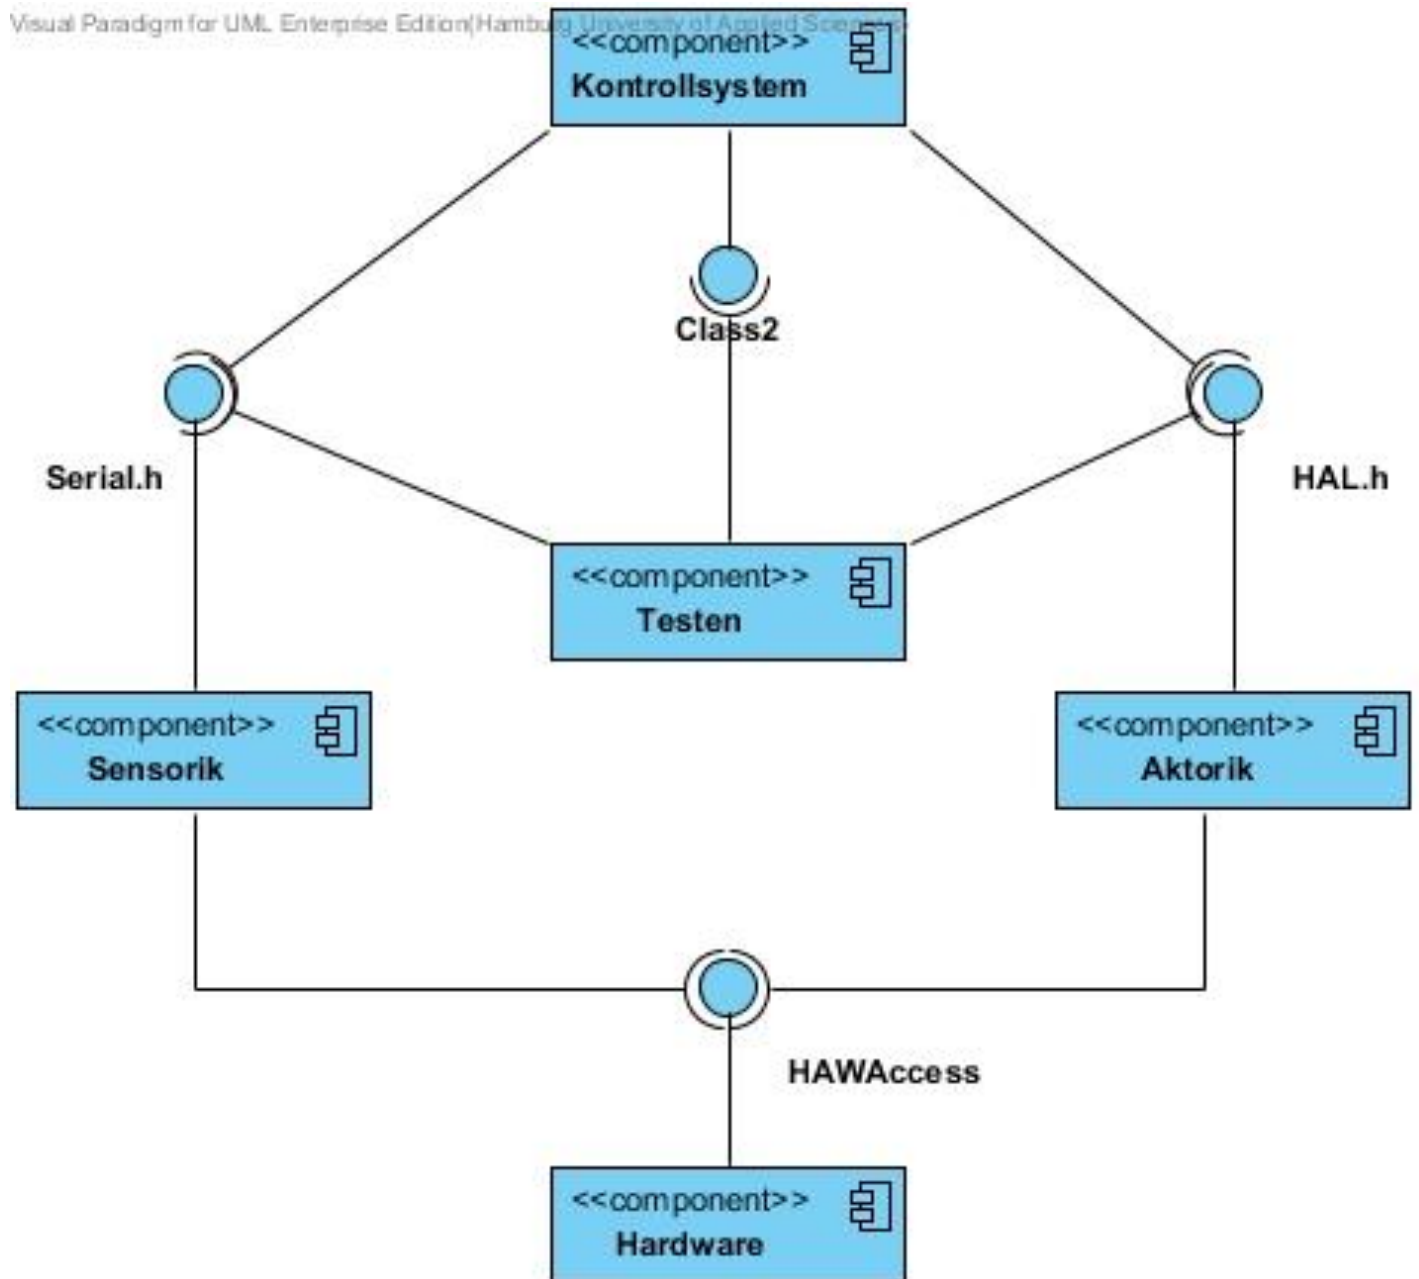 Visual Paradigm for UML Enterprise Edition(Hamburg University of Applied Sciences)
<<component>>
Kontrollsystem
Class2
Serial.h
HAL.h
<<component>>
Testen
<<component>>
Sensorik
<<component>>
Aktorik
HAWAccess
<<component>>
Hardware